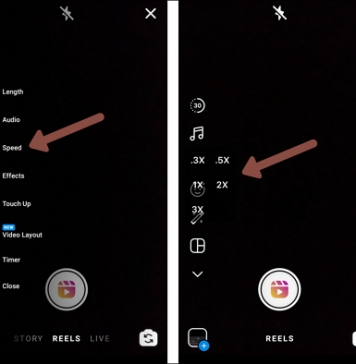 Length
Audio
Speed
Effects
Touch Up
NEW
Video Layout
Timer
Close
STORY REELS LIVE
30
.3X .5X
1X 2X
3X
REELS